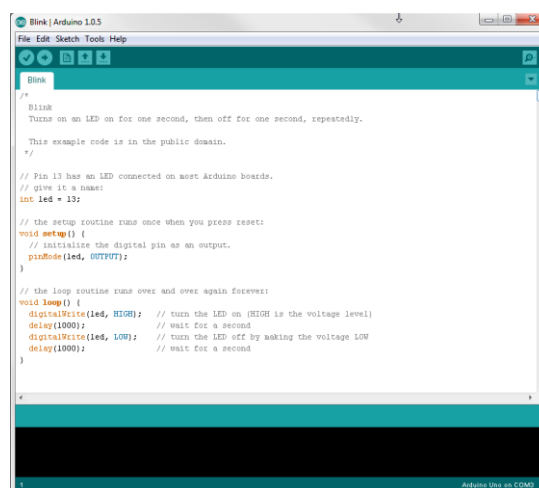 Blink | Arduino 1.0.5
File Edit Sketch Tools Help
Blink
/*
  Blink
  Turns on an LED on for one second, then off for one second, repeatedly.

  This example code is in the public domain.
 */

// Pin 13 has an LED connected on most Arduino boards.
// give it a name:
int led = 13;

// the setup routine runs once when you press reset:
void setup() {
  // initialize the digital pin as an output.
  pinMode(led, OUTPUT);
}

// the loop routine runs over and over again forever:
void loop() {
  digitalWrite(led, HIGH);   // turn the LED on (HIGH is the voltage level)
  delay(1000);               // wait for a second
  digitalWrite(led, LOW);    // turn the LED off by making the voltage LOW
  delay(1000);               // wait for a second
}
1
Arduino Uno on COM3